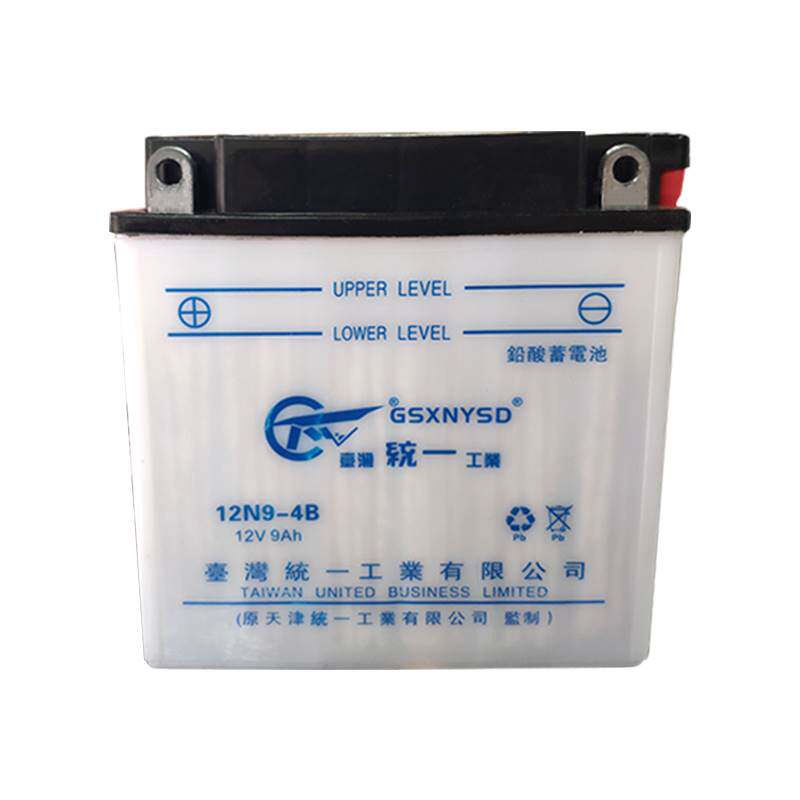 UPPER LEVEL
LOWER LEVEL
鉛酸蓄電池
®GSXNYSD®
臺灣 統一 工業
12N9-4B
12V 9Ah
Pb Pb
臺灣統一工業有限公司
TAIWAN UNITED BUSINESS LIMITED
(原天津統一工業有限公司 監制)